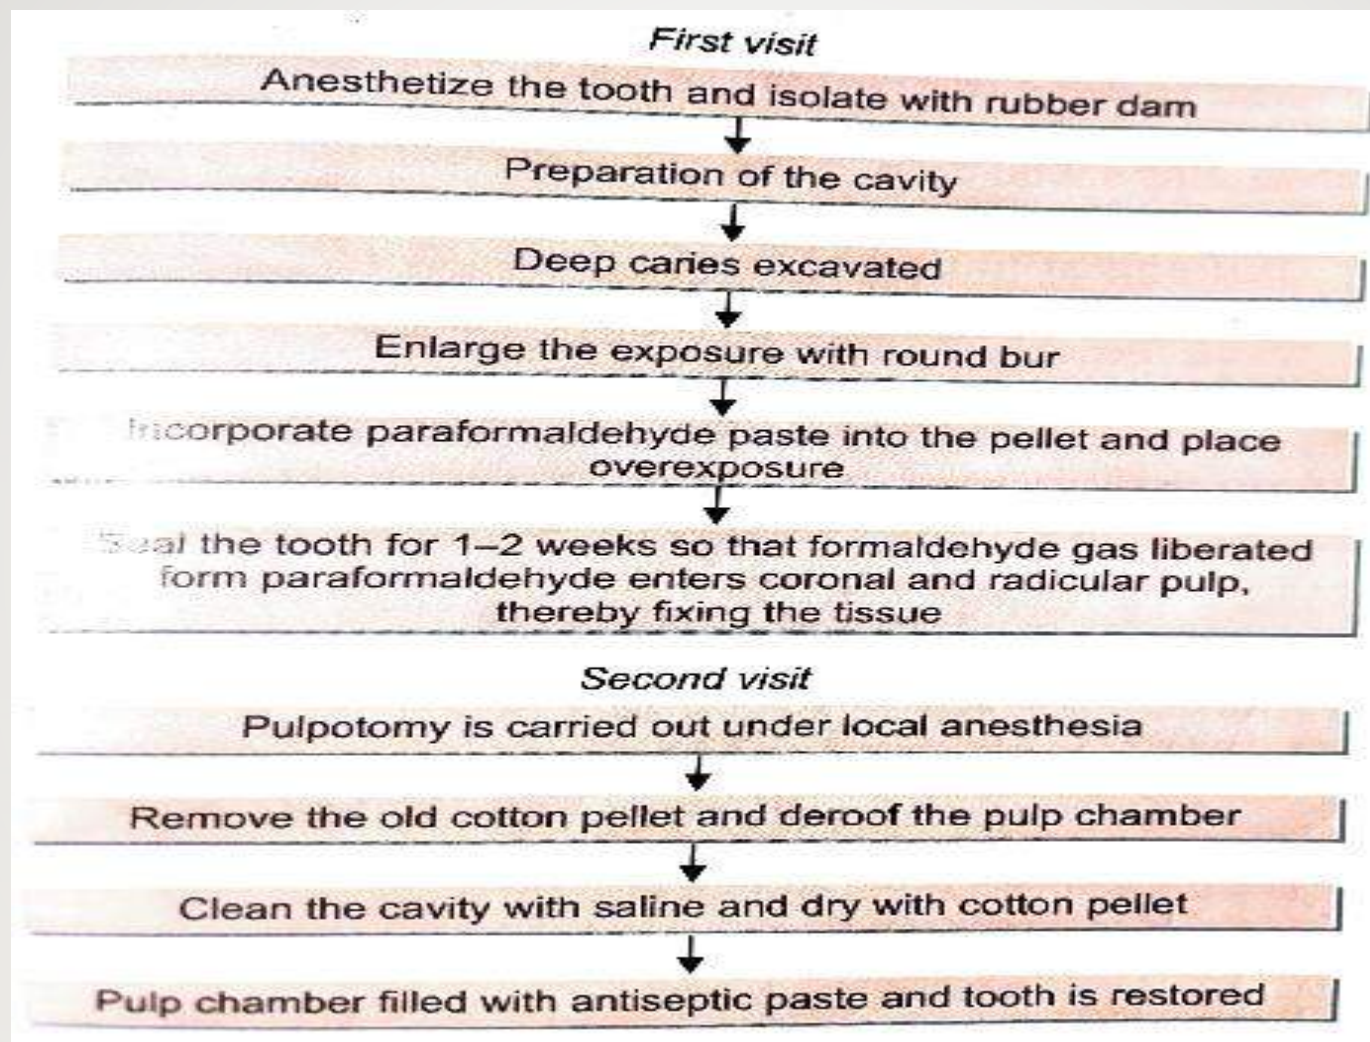 First visit
Anesthetize the tooth and isolate with rubber dam
Preparation of the cavity
Deep caries excavated
Enlarge the exposure with round bur
Incorporate paraformaldehyde paste into the pellet and place
overexposure
Seal the tooth for 1–2 weeks so that formaldehyde gas liberated
form paraformaldehyde enters coronal and radicular pulp,
thereby fixing the tissue
Second visit
Pulpotomy is carried out under local anesthesia
Remove the old cotton pellet and deroof the pulp chamber
Clean the cavity with saline and dry with cotton pellet
Pulp chamber filled with antiseptic paste and tooth is restored